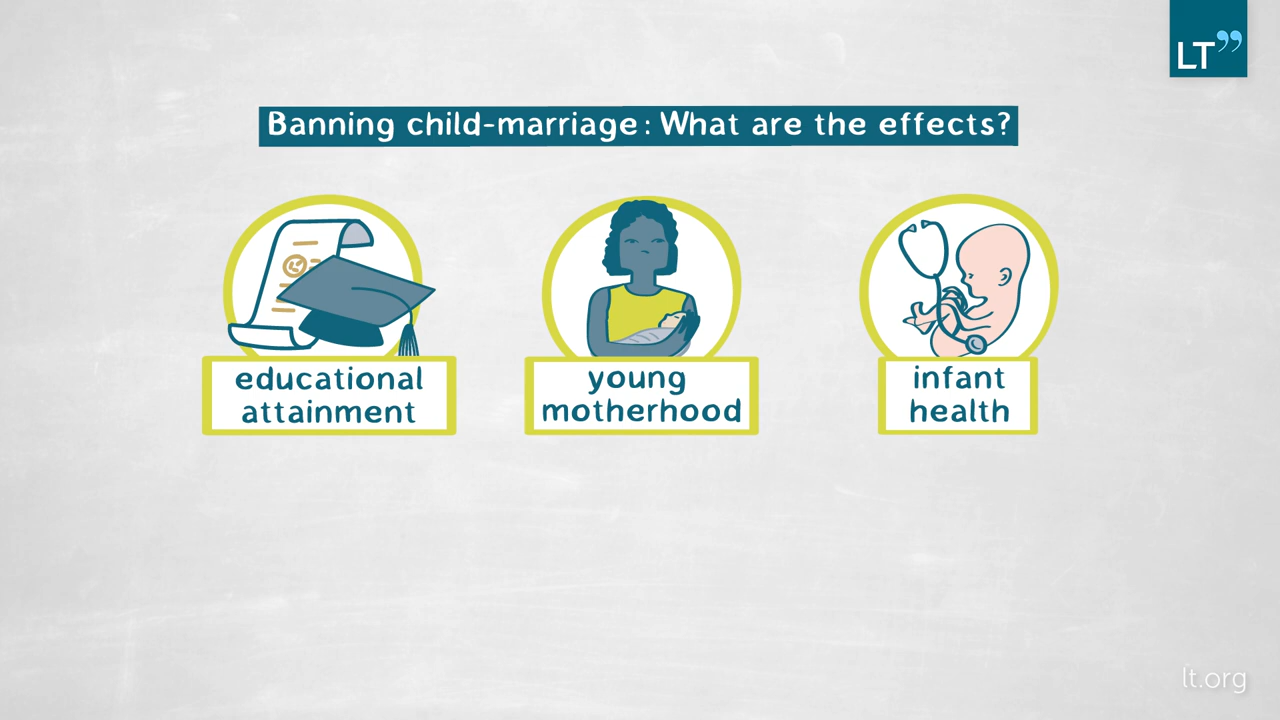 LT”
Banning child-marriage: What are the effects?
educational
attainment
young
motherhood
infant
health
lt.org